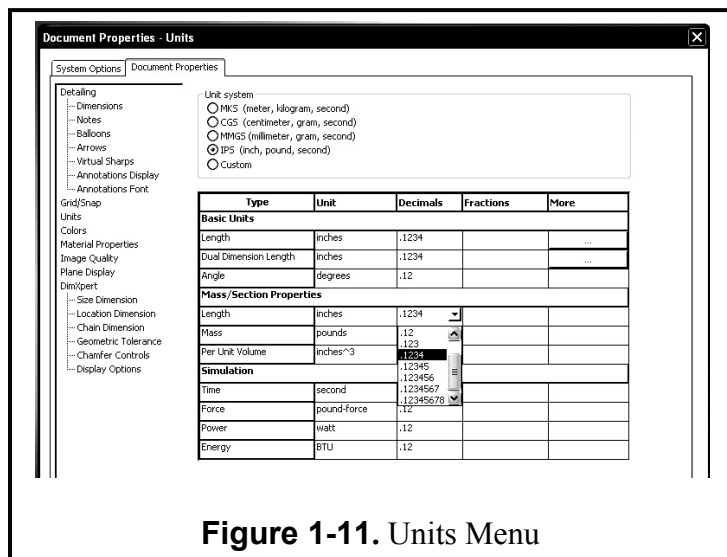 Document Properties - Units
System Options Document Properties
Detailing
Dimensions
Notes
Balloons
Arrows
Virtual Sharps
Annotations Display
Annotations Font
Grid/Snap
Units
Colors
Material Properties
Image Quality
Plane Display
DimXpert
Size Dimension
Location Dimension
Chain Dimension
Geometric Tolerance
Chamfer Controls
Display Options
Unit system
MKS (meter, kilogram, second)
CGS (centimeter, gram, second)
MMGS (millimeter, gram, second)
IPS (inch, pound, second)
Custom
Type Unit Decimals Fractions More
Basic Units
Length inches .1234 ...
Dual Dimension Length inches .1234 ...
Angle degrees .12
Mass/Section Properties
Length inches .1234
Mass pounds .12
.123
Per Unit Volume inches^3 .1234
.12345
Simulation .123456
Time second .1234567
.12345678
Force pound-force .12
Power watt .12
Energy BTU .12
Figure 1-11. Units Menu